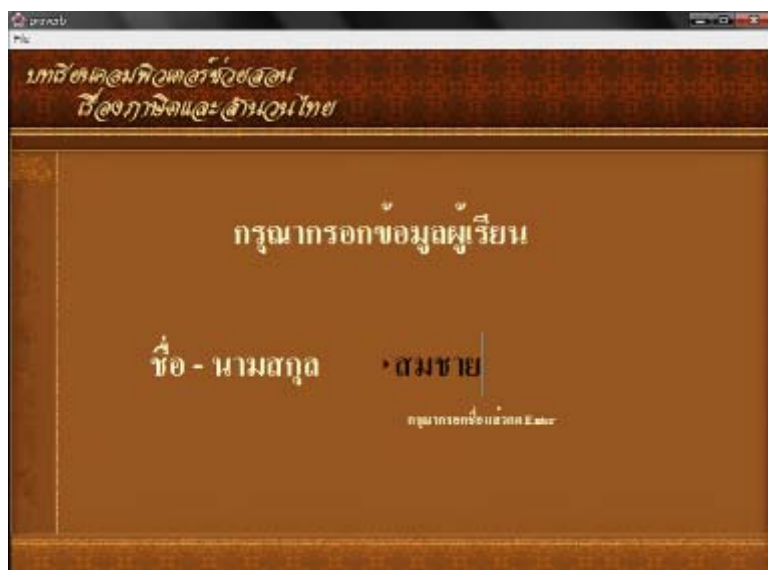 proverb
File
บทเรียนคอมพิวเตอร์ช่วยสอน
เรื่องภาษิตและสำนวนไทย
กรุณากรอกข้อมูลผู้เรียน
ชื่อ - นามสกุล สมชาย
กรุณากรอกชื่อแล้วกด Enter